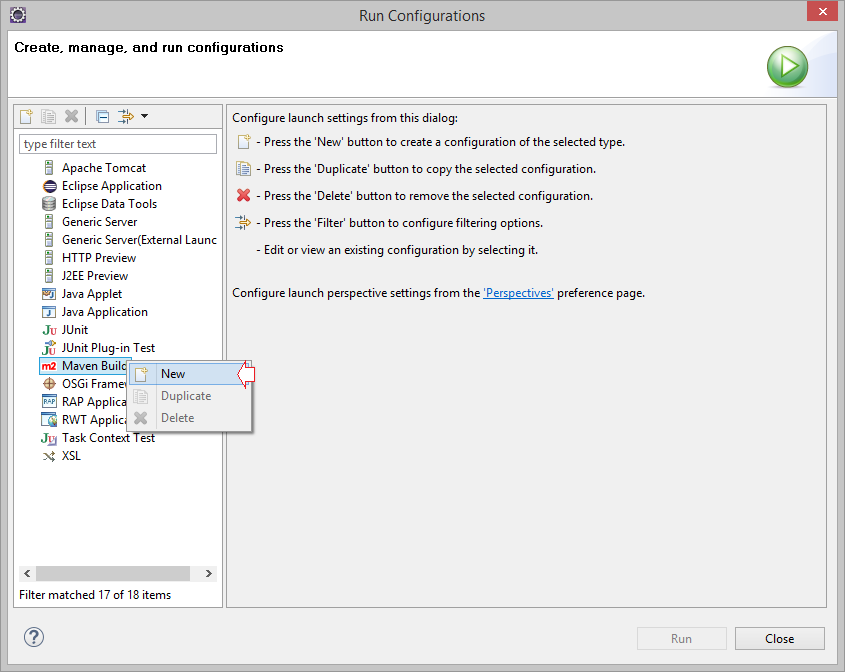 Run Configurations
Create, manage, and run configurations
type filter text
Apache Tomcat
Eclipse Application
Eclipse Data Tools
Generic Server
Generic Server(External Launc
HTTP Preview
J2EE Preview
Java Applet
Java Application
JUnit
JUnit Plug-in Test
m2 Maven Build
OSGi Framew
RAP Applica
RWT Applica
Task Context Test
XSL
New
Duplicate
Delete
Filter matched 17 of 18 items
Configure launch settings from this dialog:
- Press the 'New' button to create a configuration of the selected type.
- Press the 'Duplicate' button to copy the selected configuration.
- Press the 'Delete' button to remove the selected configuration.
- Press the 'Filter' button to configure filtering options.
- Edit or view an existing configuration by selecting it.
Configure launch perspective settings from the 'Perspectives' preference page.
Run
Close